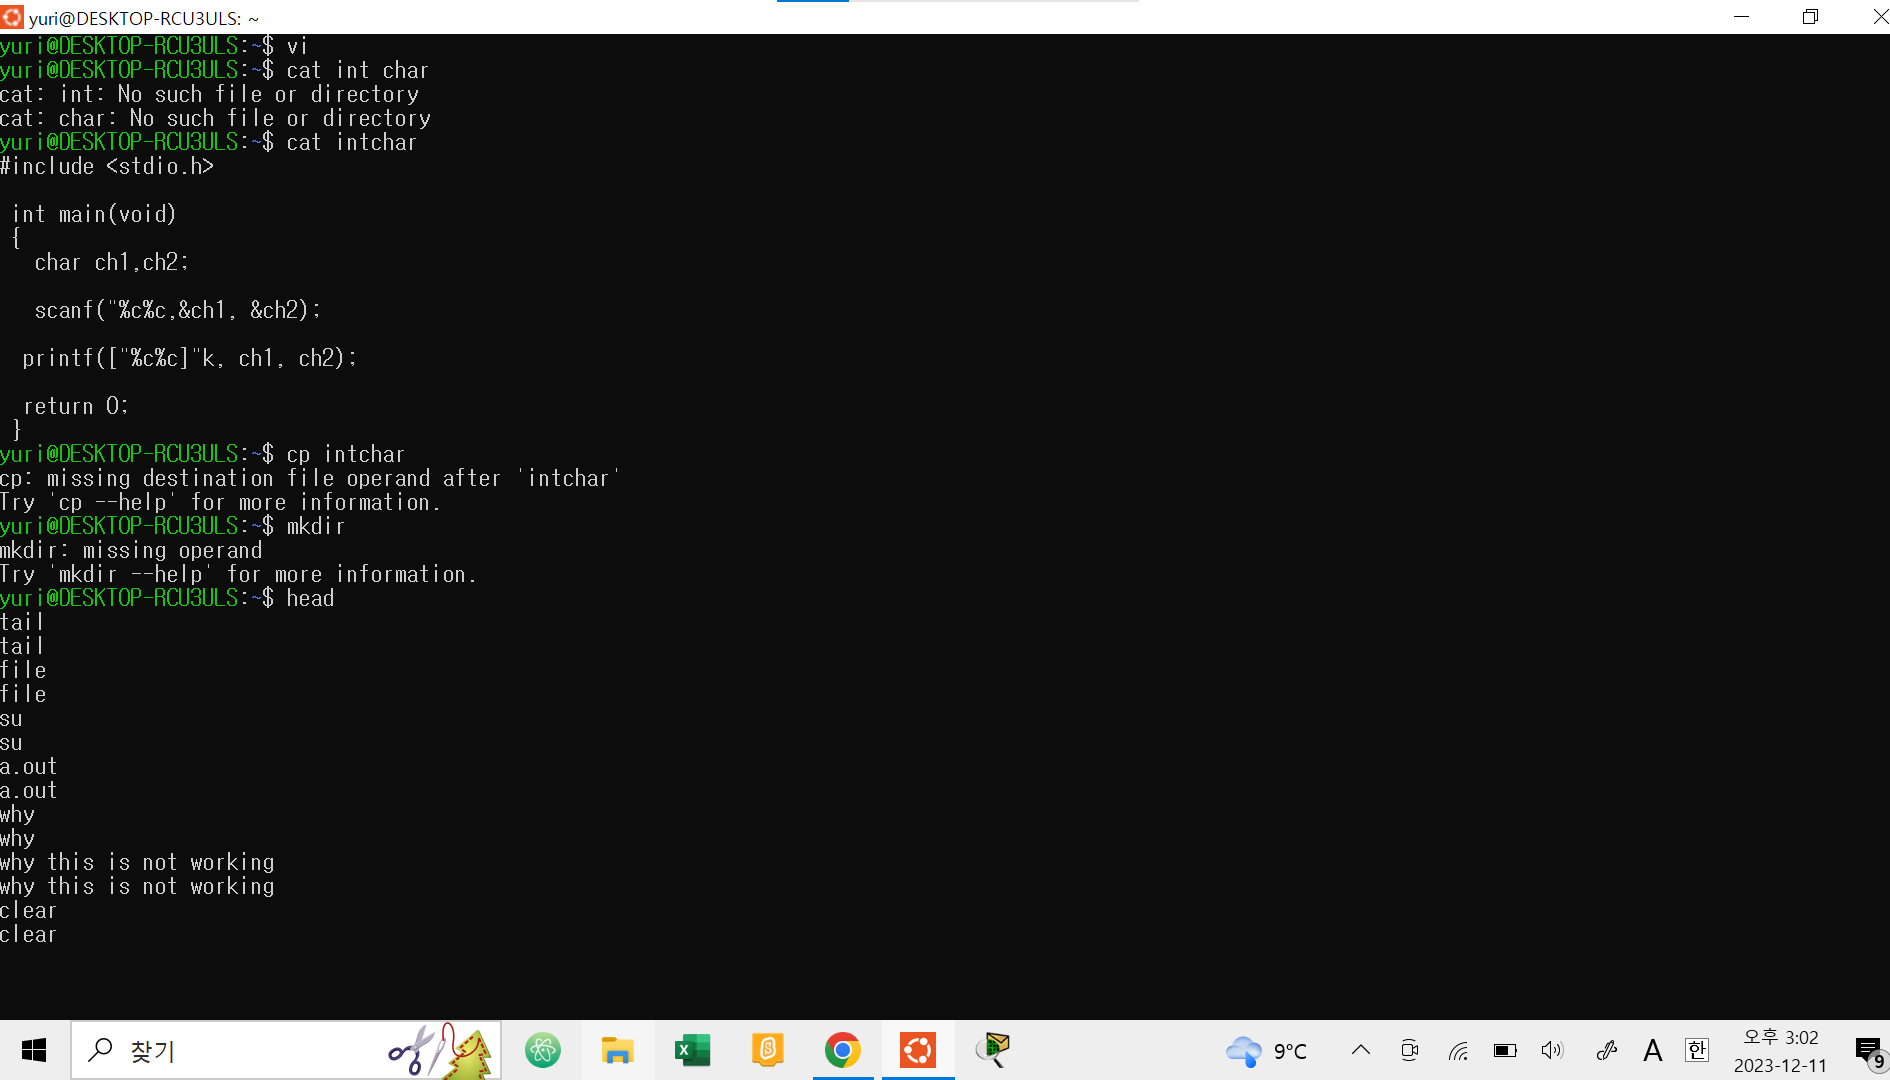 yuri@DESKTOP-RCU3ULS: ~
yuri@DESKTOP-RCU3ULS:~$ vi
yuri@DESKTOP-RCU3ULS:~$ cat int char
cat: int: No such file or directory
cat: char: No such file or directory
yuri@DESKTOP-RCU3ULS:~$ cat intchar
#include <stdio.h>
int main(void)
{
char ch1,ch2;
scanf("%c%c,&ch1, &ch2);
printf(["%c%c]"k, ch1, ch2);
return 0;
}
yuri@DESKTOP-RCU3ULS:~$ cp intchar
cp: missing destination file operand after 'intchar'
Try 'cp --help' for more information.
yuri@DESKTOP-RCU3ULS:~$ mkdir
mkdir: missing operand
Try 'mkdir --help' for more information.
yuri@DESKTOP-RCU3ULS:~$ head
tail
tail
file
file
su
su
a.out
a.out
why
why
why this is not working
why this is not working
clear
clear
찾기
9°C
A
한
오후 3:02
2023-12-11
9